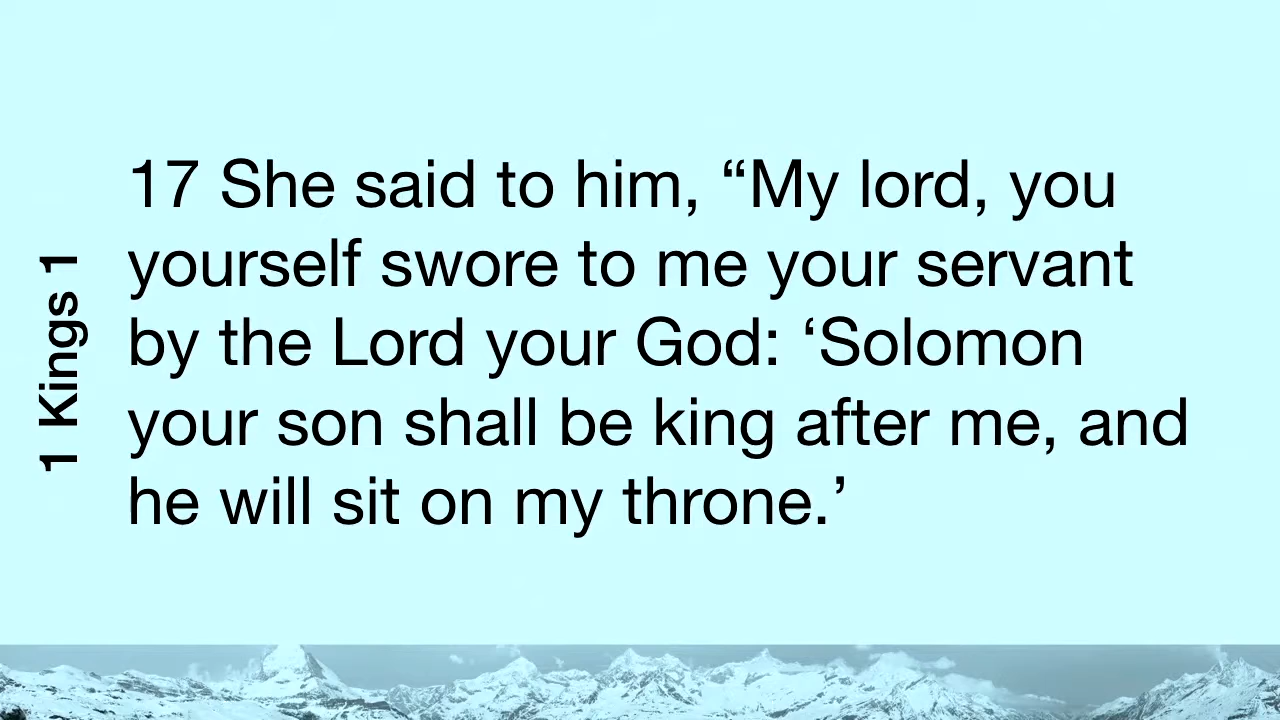 1 Kings 1
17 She said to him, “My lord, you
yourself swore to me your servant
by the Lord your God: ‘Solomon
your son shall be king after me, and
he will sit on my throne.’